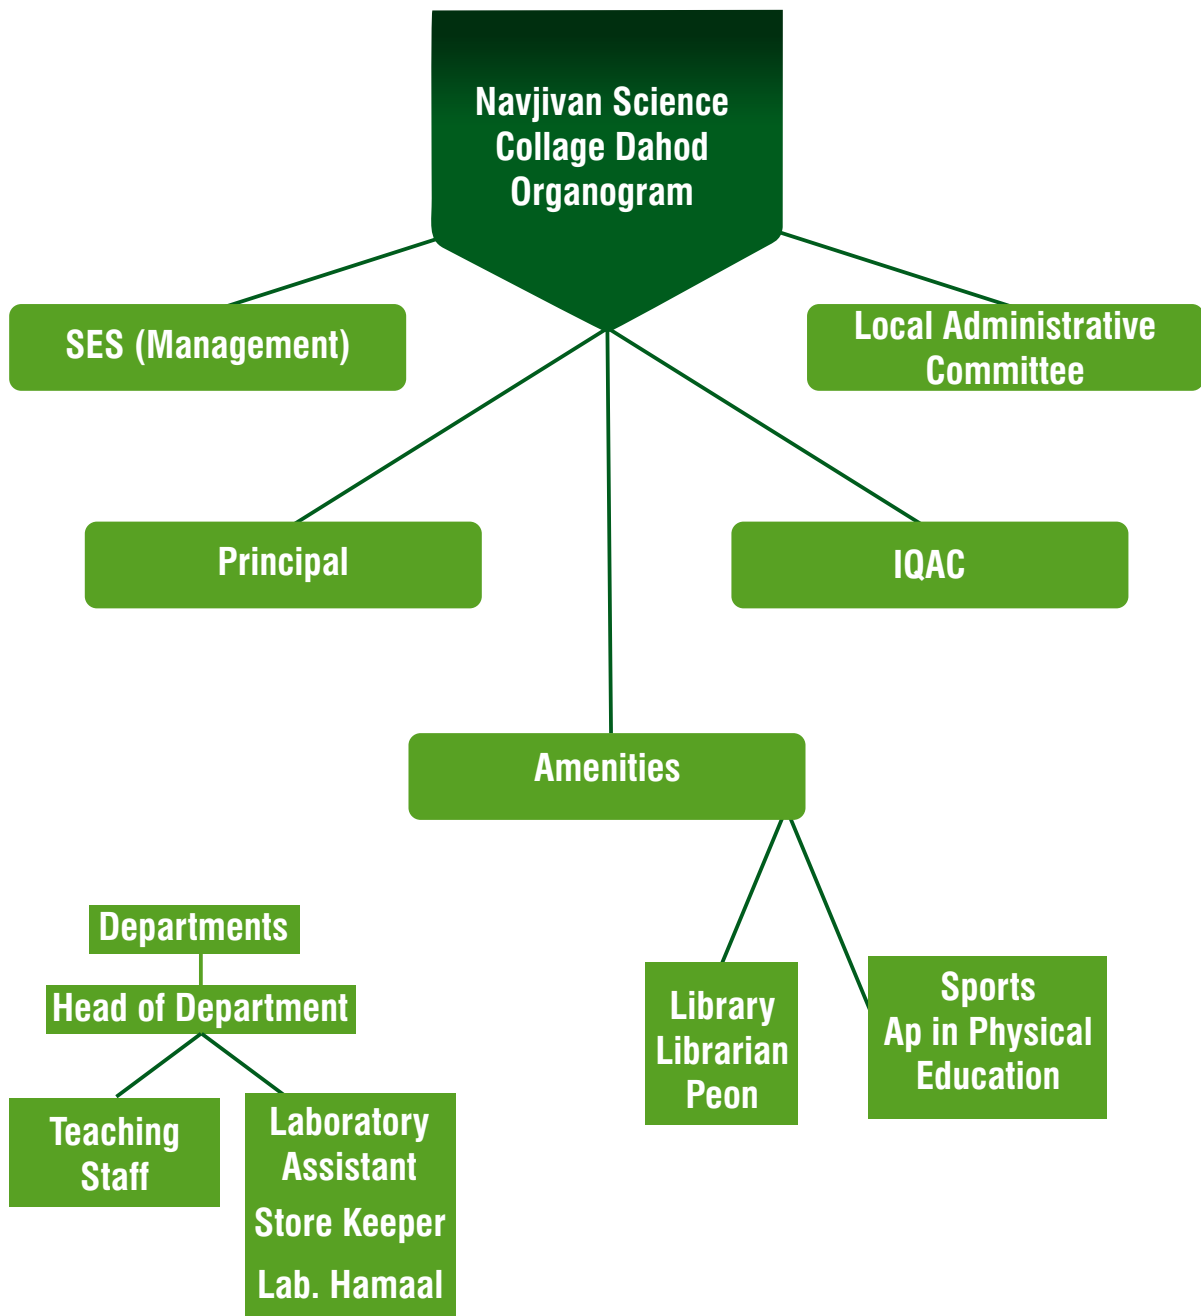 Navjivan Science
Collage Dahod
Organogram
SES (Management)
Local Administrative
Committee
Principal
IQAC
Amenities
Departments
Head of Department
Teaching
Staff
Laboratory
Assistant
Store Keeper
Lab. Hamaal
Library
Librarian
Peon
Sports
Ap in Physical
Education